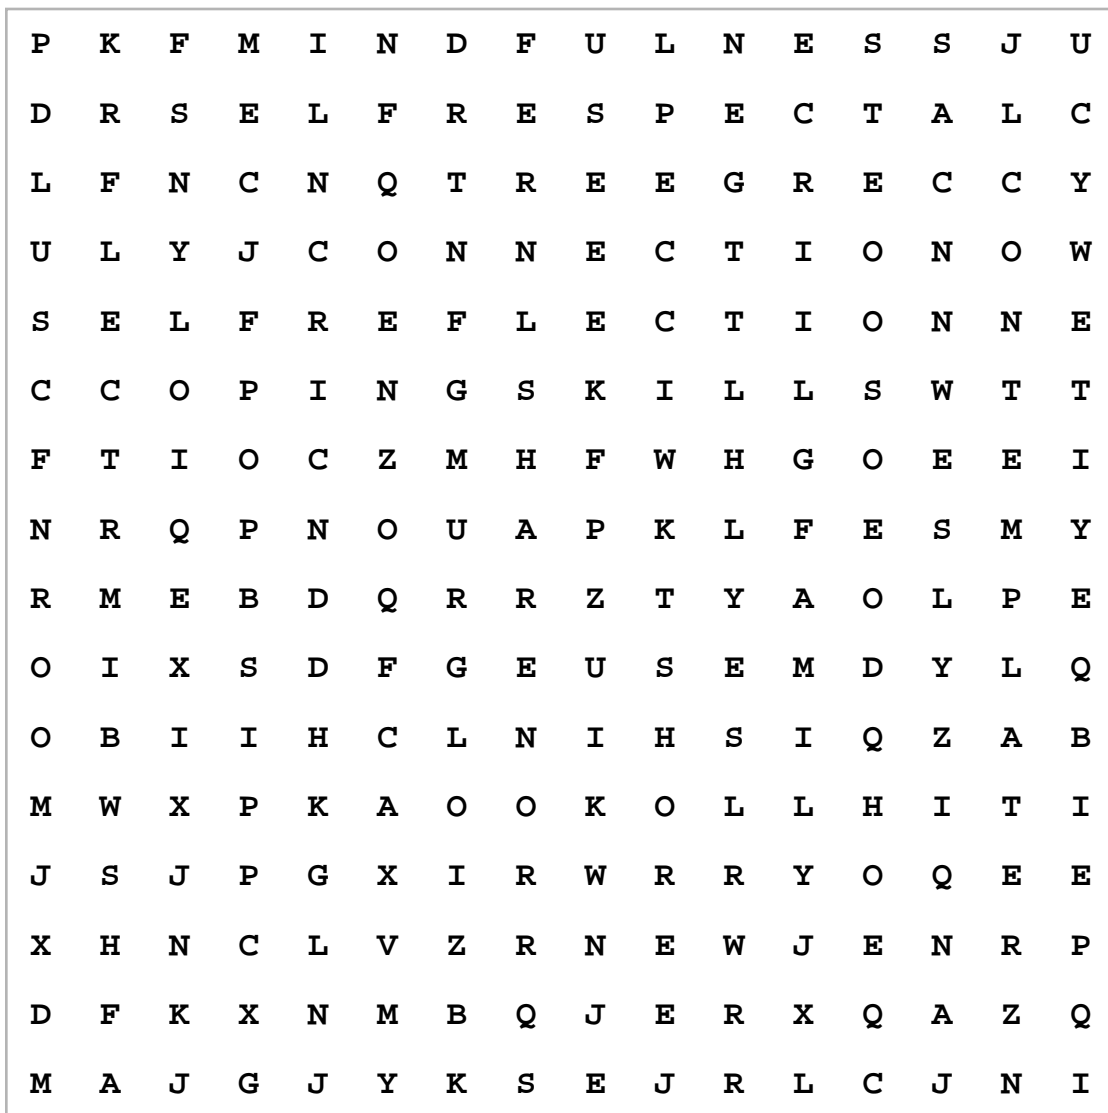 P K F M I N D F U L N E S S J U
D R S E L F R E S P E C T A L C
L F N C N Q T R E E G R E C C Y
U L Y J C O N N E C T I O N O W
S E L F R E F L E C T I O N N E
C C O P I N G S K I L L S W T T
F T I O C Z M H F W H G O E E I
N R Q P N O U A P K L F E S M Y
R M E B D Q R R Z T Y A O L P E
O I X S D F G E U S E M D Y L Q
O B I I H C L N I H S I Q Z A B
M W X P K A O O K O L L H I T I
J S J P G X I R W R R Y O Q E E
X H N C L V Z R N E W J E N R P
D F K X N M B Q J E R X Q A Z Q
M A J G J Y K S E J R L C J N I